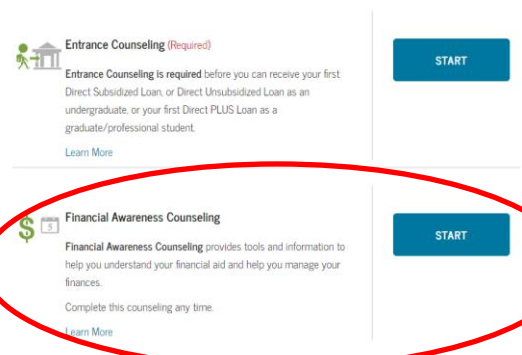 Entrance Counseling (Required)
START
Entrance Counseling is required before you can receive your first
Direct Subsidized Loan, or Direct Unsubsidized Loan as an
undergraduate, or your first Direct PLUS Loan as a
graduate/professional student.
Learn More
Financial Awareness Counseling
START
5
Financial Awareness Counseling provides tools and information to
help you understand your financial aid and help you manage your
finances.
Complete this counseling any time.
Learn More